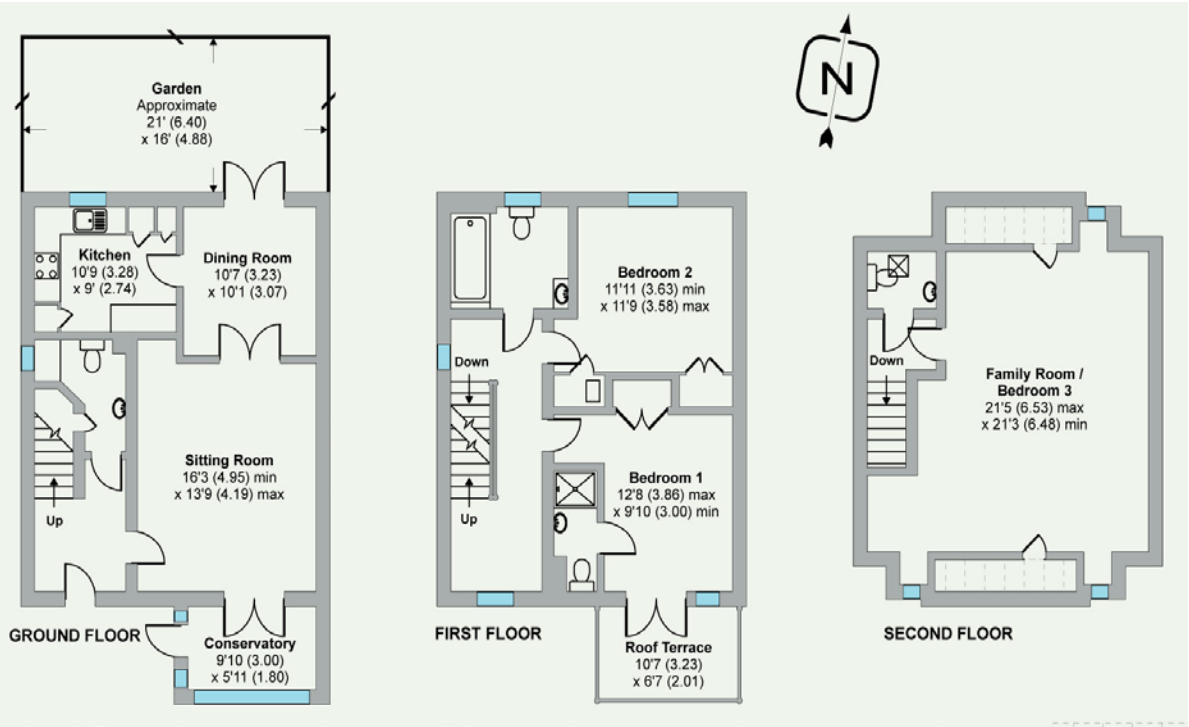 Garden
Approximate
21' (6.40)
x 16' (4.88)
N
Kitchen
10'9 (3.28)
x 9' (2.74)
Dining Room
10'7 (3.23)
x 10'1 (3.07)
Sitting Room
16'3 (4.95) min
x 13'9 (4.19) max
Up
GROUND FLOOR
Conservatory
9'10 (3.00)
x 5'11 (1.80)
Bedroom 2
11'11 (3.63) min
x 11'9 (3.58) max
Down
Bedroom 1
12'8 (3.86) max
x 9'10 (3.00) min
Up
FIRST FLOOR
Roof Terrace
10'7 (3.23)
x 6'7 (2.01)
Down
Family Room /
Bedroom 3
21'5 (6.53) max
x 21'3 (6.48) min
SECOND FLOOR